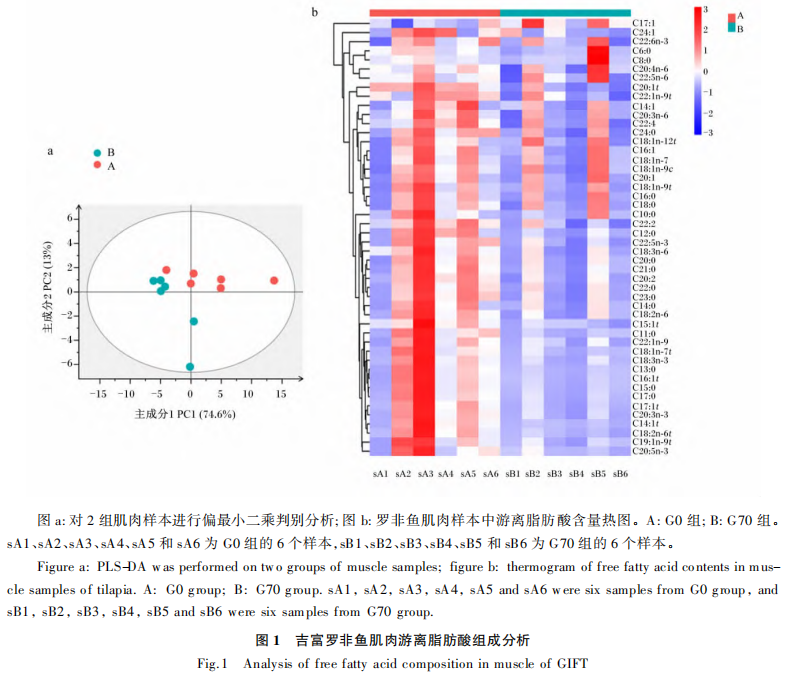 a
B
A
主成分2 PC2 (13%)
6
4
2
0
−2
−4
−6
−15 −10 −5 0 5 10 15
主成分1 PC1 (74.6%)
b
C17:1
C24:1
C22:6n-3
C6:0
C8:0
C20:4n-6
C22:5n-6
C20:1t
C22:1n-9t
C14:1
C20:3n-6
C22:4
C24:0
C18:1n-12t
C16:1
C18:1n-7
C18:1n-9c
C20:1
C18:1n-9t
C16:0
C18:0
C10:0
C22:2
C12:0
C22:5n-3
C18:3n-6
C20:0
C21:0
C20:2
C22:0
C23:0
C14:0
C18:2n-6
C15:1t
C11:0
C22:1n-9
C18:1n-7t
C18:3n-3
C13:0
C16:1t
C15:0
C17:0
C17:1t
C20:3n-3
C14:1t
C18:2n-6t
C19:1n-9t
C20:5n-3
sA1 sA2 sA3 sA4 sA5 sA6 sB1 sB2 sB3 sB4 sB5 sB6
3
2
1
0
−1
−2
−3
A
B
图 a: 对 2 组肌肉样本进行偏最小二乘判别分析; 图 b: 罗非鱼肌肉样本中游离脂肪酸含量热图。A: G0 组; B: G70 组。
sA1、sA2、sA3、sA4、sA5 和 sA6 为 G0 组的 6 个样本,sB1、sB2、sB3、sB4、sB5 和 sB6 为 G70 组的 6 个样本。
Figure a: PLS-DA was performed on two groups of muscle samples; figure b: thermogram of free fatty acid contents in mus-
cle samples of tilapia. A: G0 group; B: G70 group. sA1, sA2, sA3, sA4, sA5 and sA6 were six samples from G0 group, and
sB1, sB2, sB3, sB4, sB5 and sB6 were six samples from G70 group.
图 1 吉富罗非鱼肌肉游离脂肪酸组成分析
Fig.1 Analysis of free fatty acid composition in muscle of GIFT